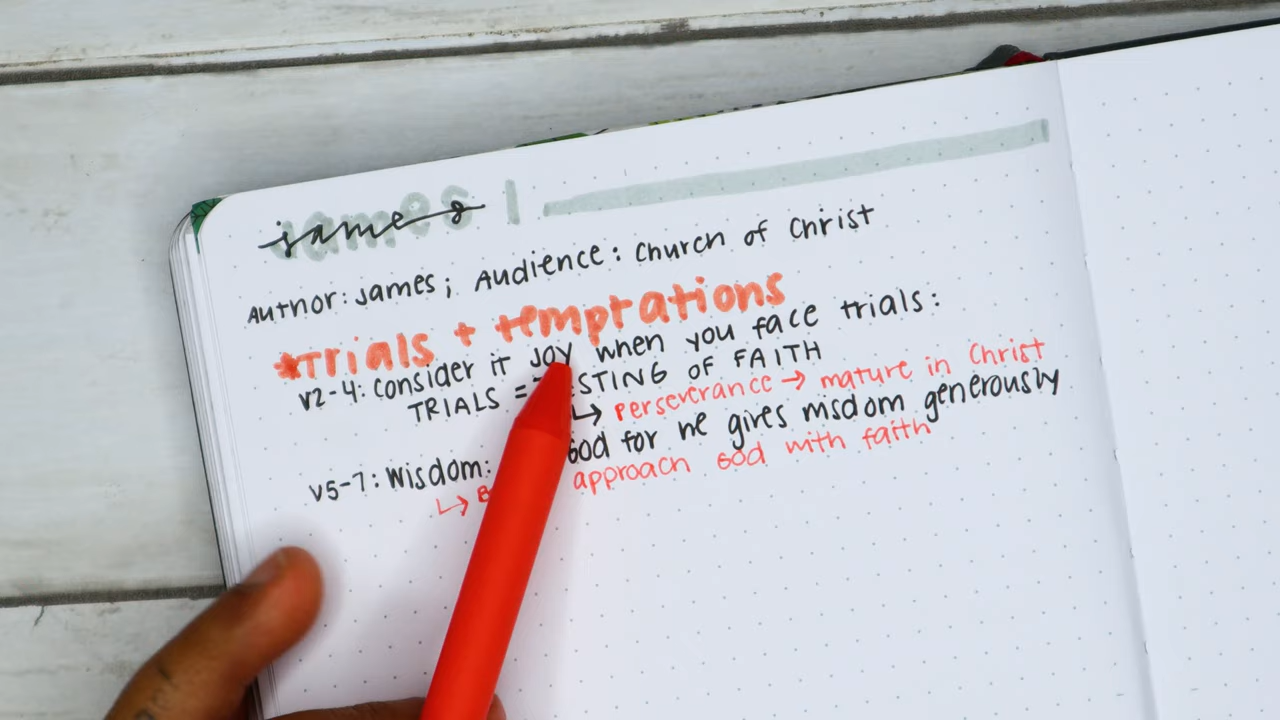 james 1
Author: James; Audience: Church of Christ
*Trials + temptations
v2-4: Consider it JOY when you face trials:
TRIALS = TESTING OF FAITH
↳ Perseverance → mature in Christ
v5-7: Wisdom: God for he gives wisdom generously
↳ approach God with faith